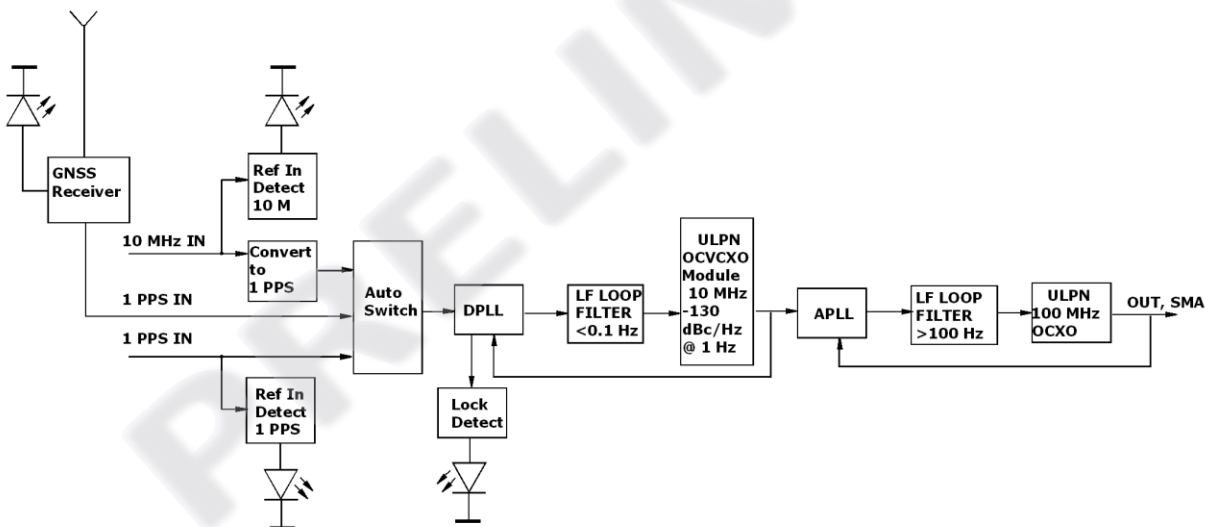 GNSS
Receiver
Ref In
Detect
10 M
10 MHz IN
Convert
to
1 PPS
1 PPS IN
1 PPS IN
Ref In
Detect
1 PPS
Auto
Switch
DPLL
Lock
Detect
LF LOOP
FILTER
<0.1 Hz
ULPN
OCVCXO
Module
10 MHz
-130
dBc/Hz
@ 1 Hz
APLL
LF LOOP
FILTER
>100 Hz
ULPN
100 MHz
OCXO
OUT, SMA
PRELIM